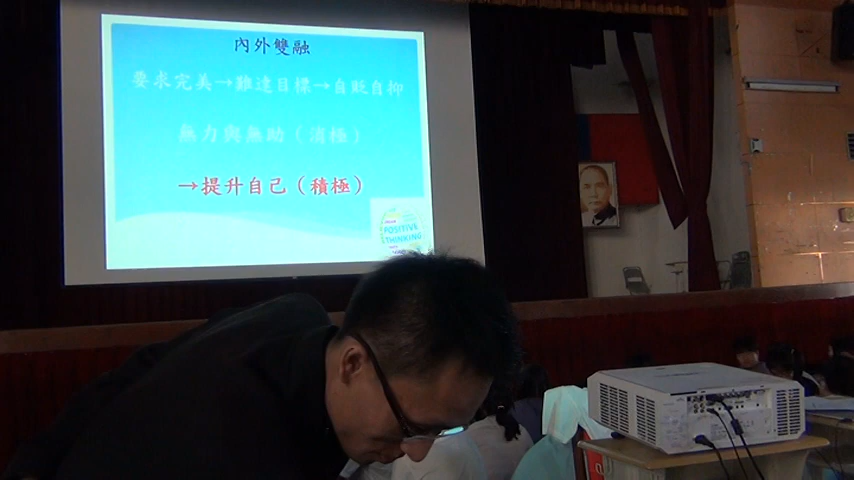 內外雙融
要求完美→難達目標→自貶自抑
無力與無助（消極）
→提升自己（積極）
POSITIVE
THINKING